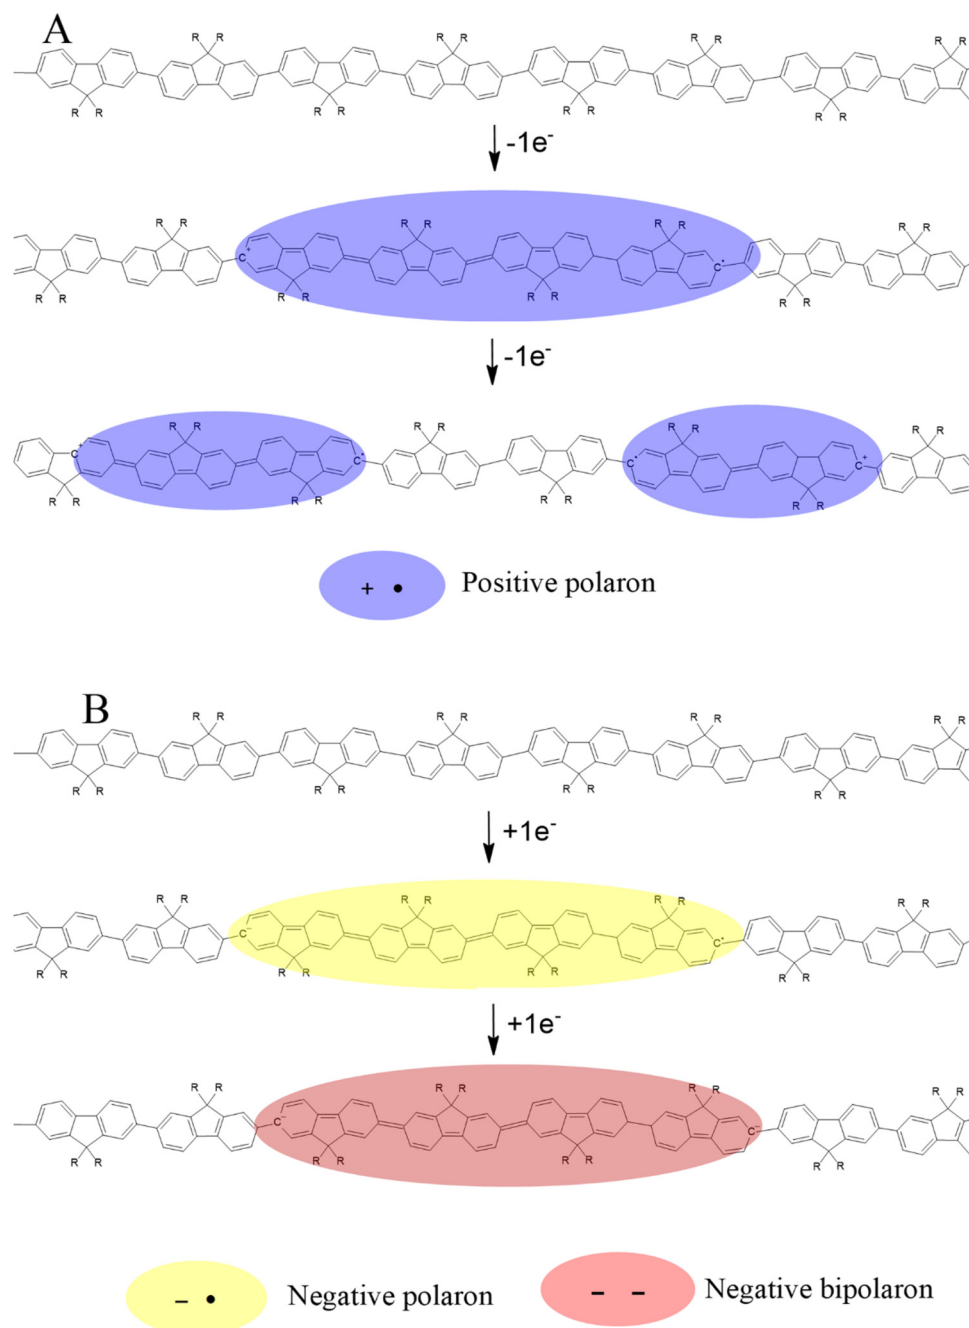 A
R R R R R R R R
R R R R R R R R
-1e⁻
R R R R R R R R
C⁺ C•
R R R R R R R R
-1e⁻
R R R R R R R R
C⁺ C• C• C⁺
R R R R R R R R
+ • Positive polaron
B
R R R R R R R R
R R R R R R R R
+1e⁻
R R R R R R R R
C⁻ C•
R R R R R R R R
+1e⁻
R R R R R R R R
C⁻ C⁻
R R R R R R R R
– • Negative polaron
– – Negative bipolaron